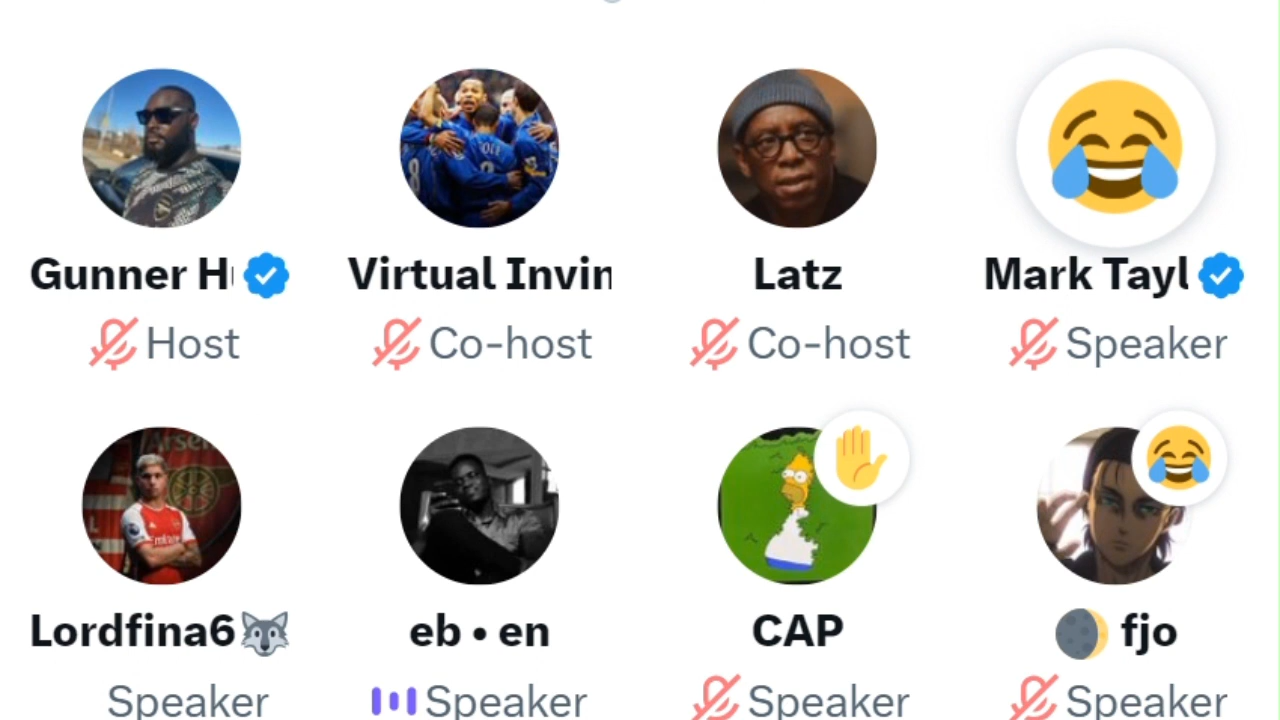 Gunner H
Virtual Invin
Latz
Mark Tayl
Host
Co-host
Co-host
Speaker
Lordfina6🐺
eb • en
CAP
🌒 fjo
Speaker
Speaker
Speaker
Speaker